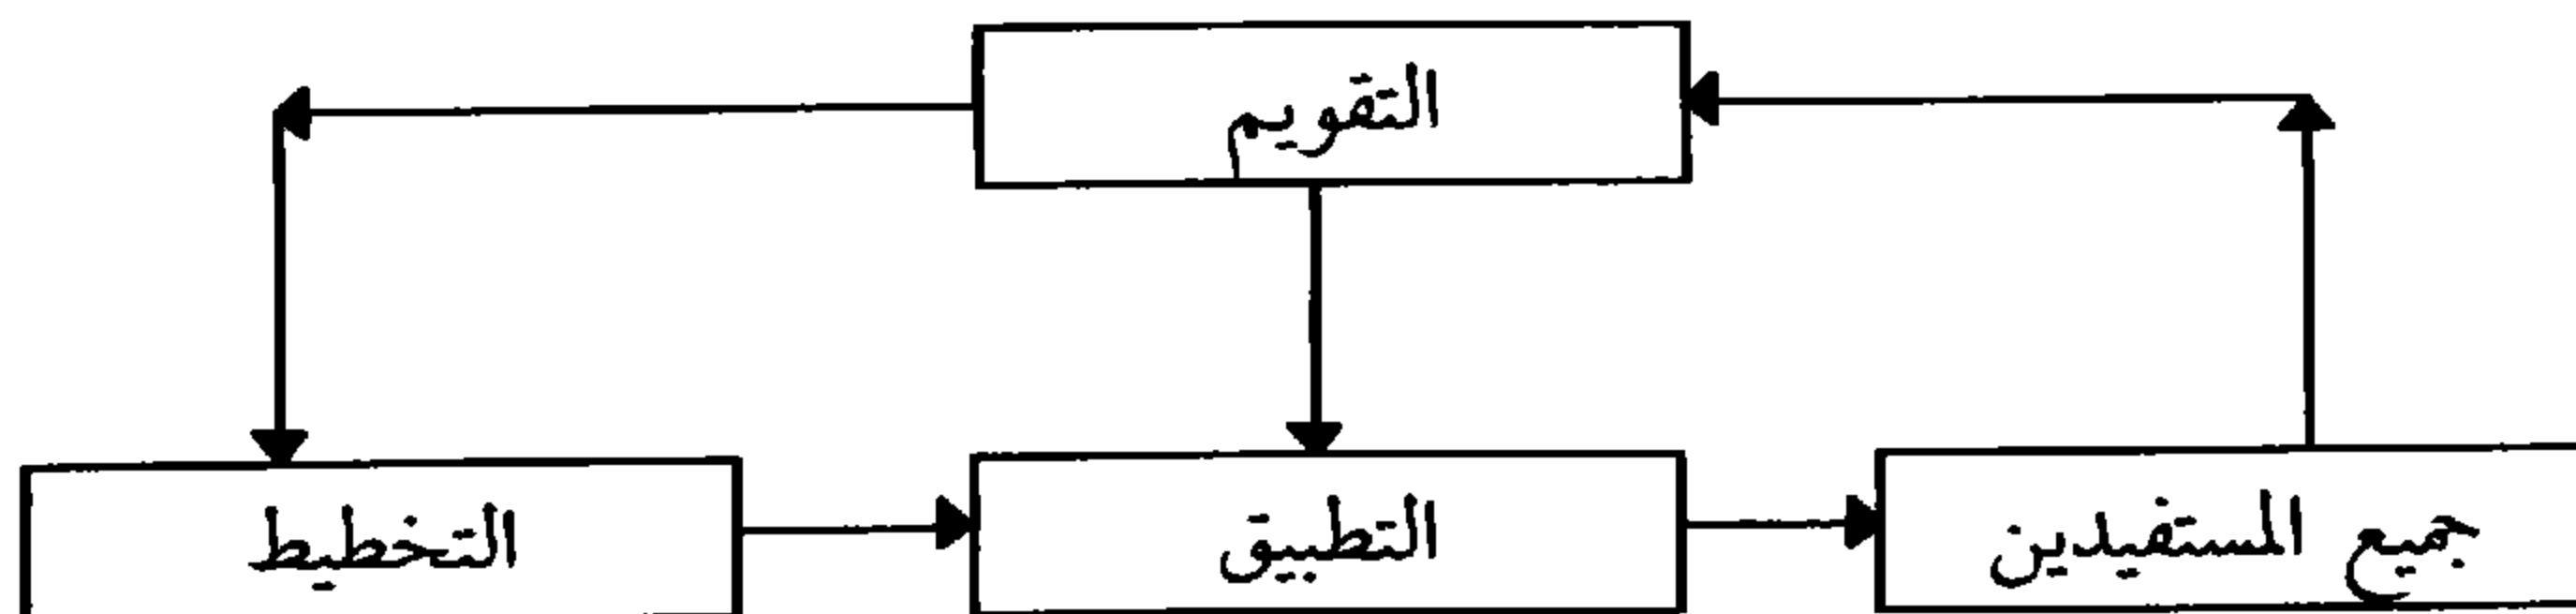 التقويم
جميع المستفيدين
التطبيق
التخطيط